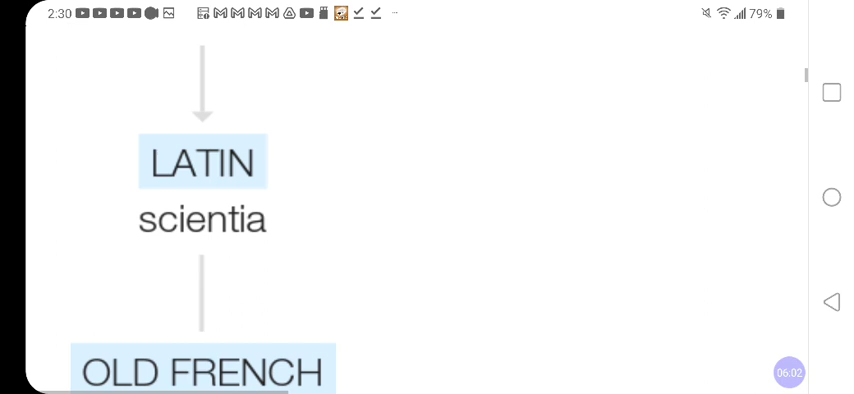 2:30
79%
LATIN
scientia
OLD FRENCH
06:02